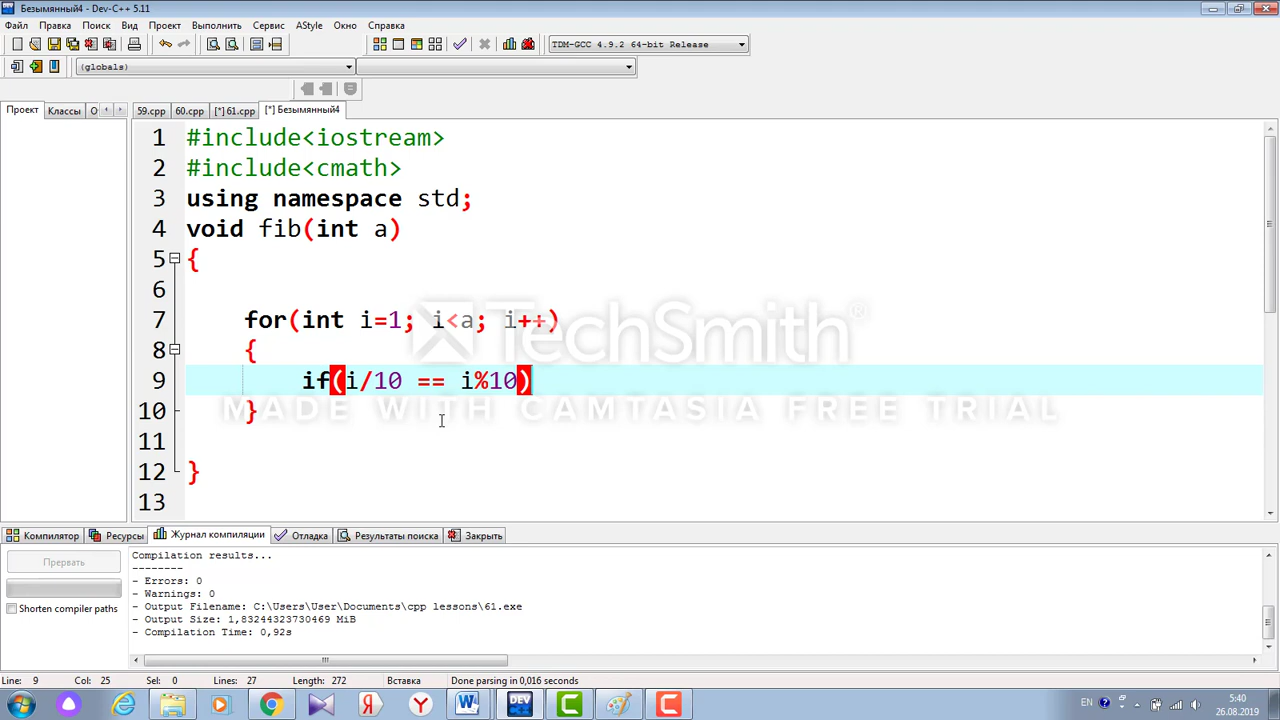 Безымянный4 - Dev-C++ 5.11
Файл Правка Поиск Вид Проект Выполнить Сервис AStyle Окно Справка
TDM-GCC 4.9.2 64-bit Release
(globals)
Проект Классы О
59.cpp 60.cpp [*] 61.cpp [*] Безымянный4
1 #include<iostream>
2 #include<cmath>
3 using namespace std;
4 void fib(int a)
5 {
6
7 for(int i=1; i<a; i++)
8 {
9 if(i/10 == i%10)
10 }
11
12 }
13
TechSmith®
MADE WITH CAMTASIA FREE TRIAL
Компилятор Ресурсы Журнал компиляции Отладка Результаты поиска Закрыть
Прервать
Shorten compiler paths
Compilation results...
--------
- Errors: 0
- Warnings: 0
- Output Filename: C:\Users\User\Documents\cpp lessons\61.exe
- Output Size: 1,83244323730469 MiB
- Compilation Time: 0,92s
Line: 9 Col: 25 Sel: 0 Lines: 27 Length: 272 Вставка Done parsing in 0,016 seconds
EN 5:40
26.08.2019